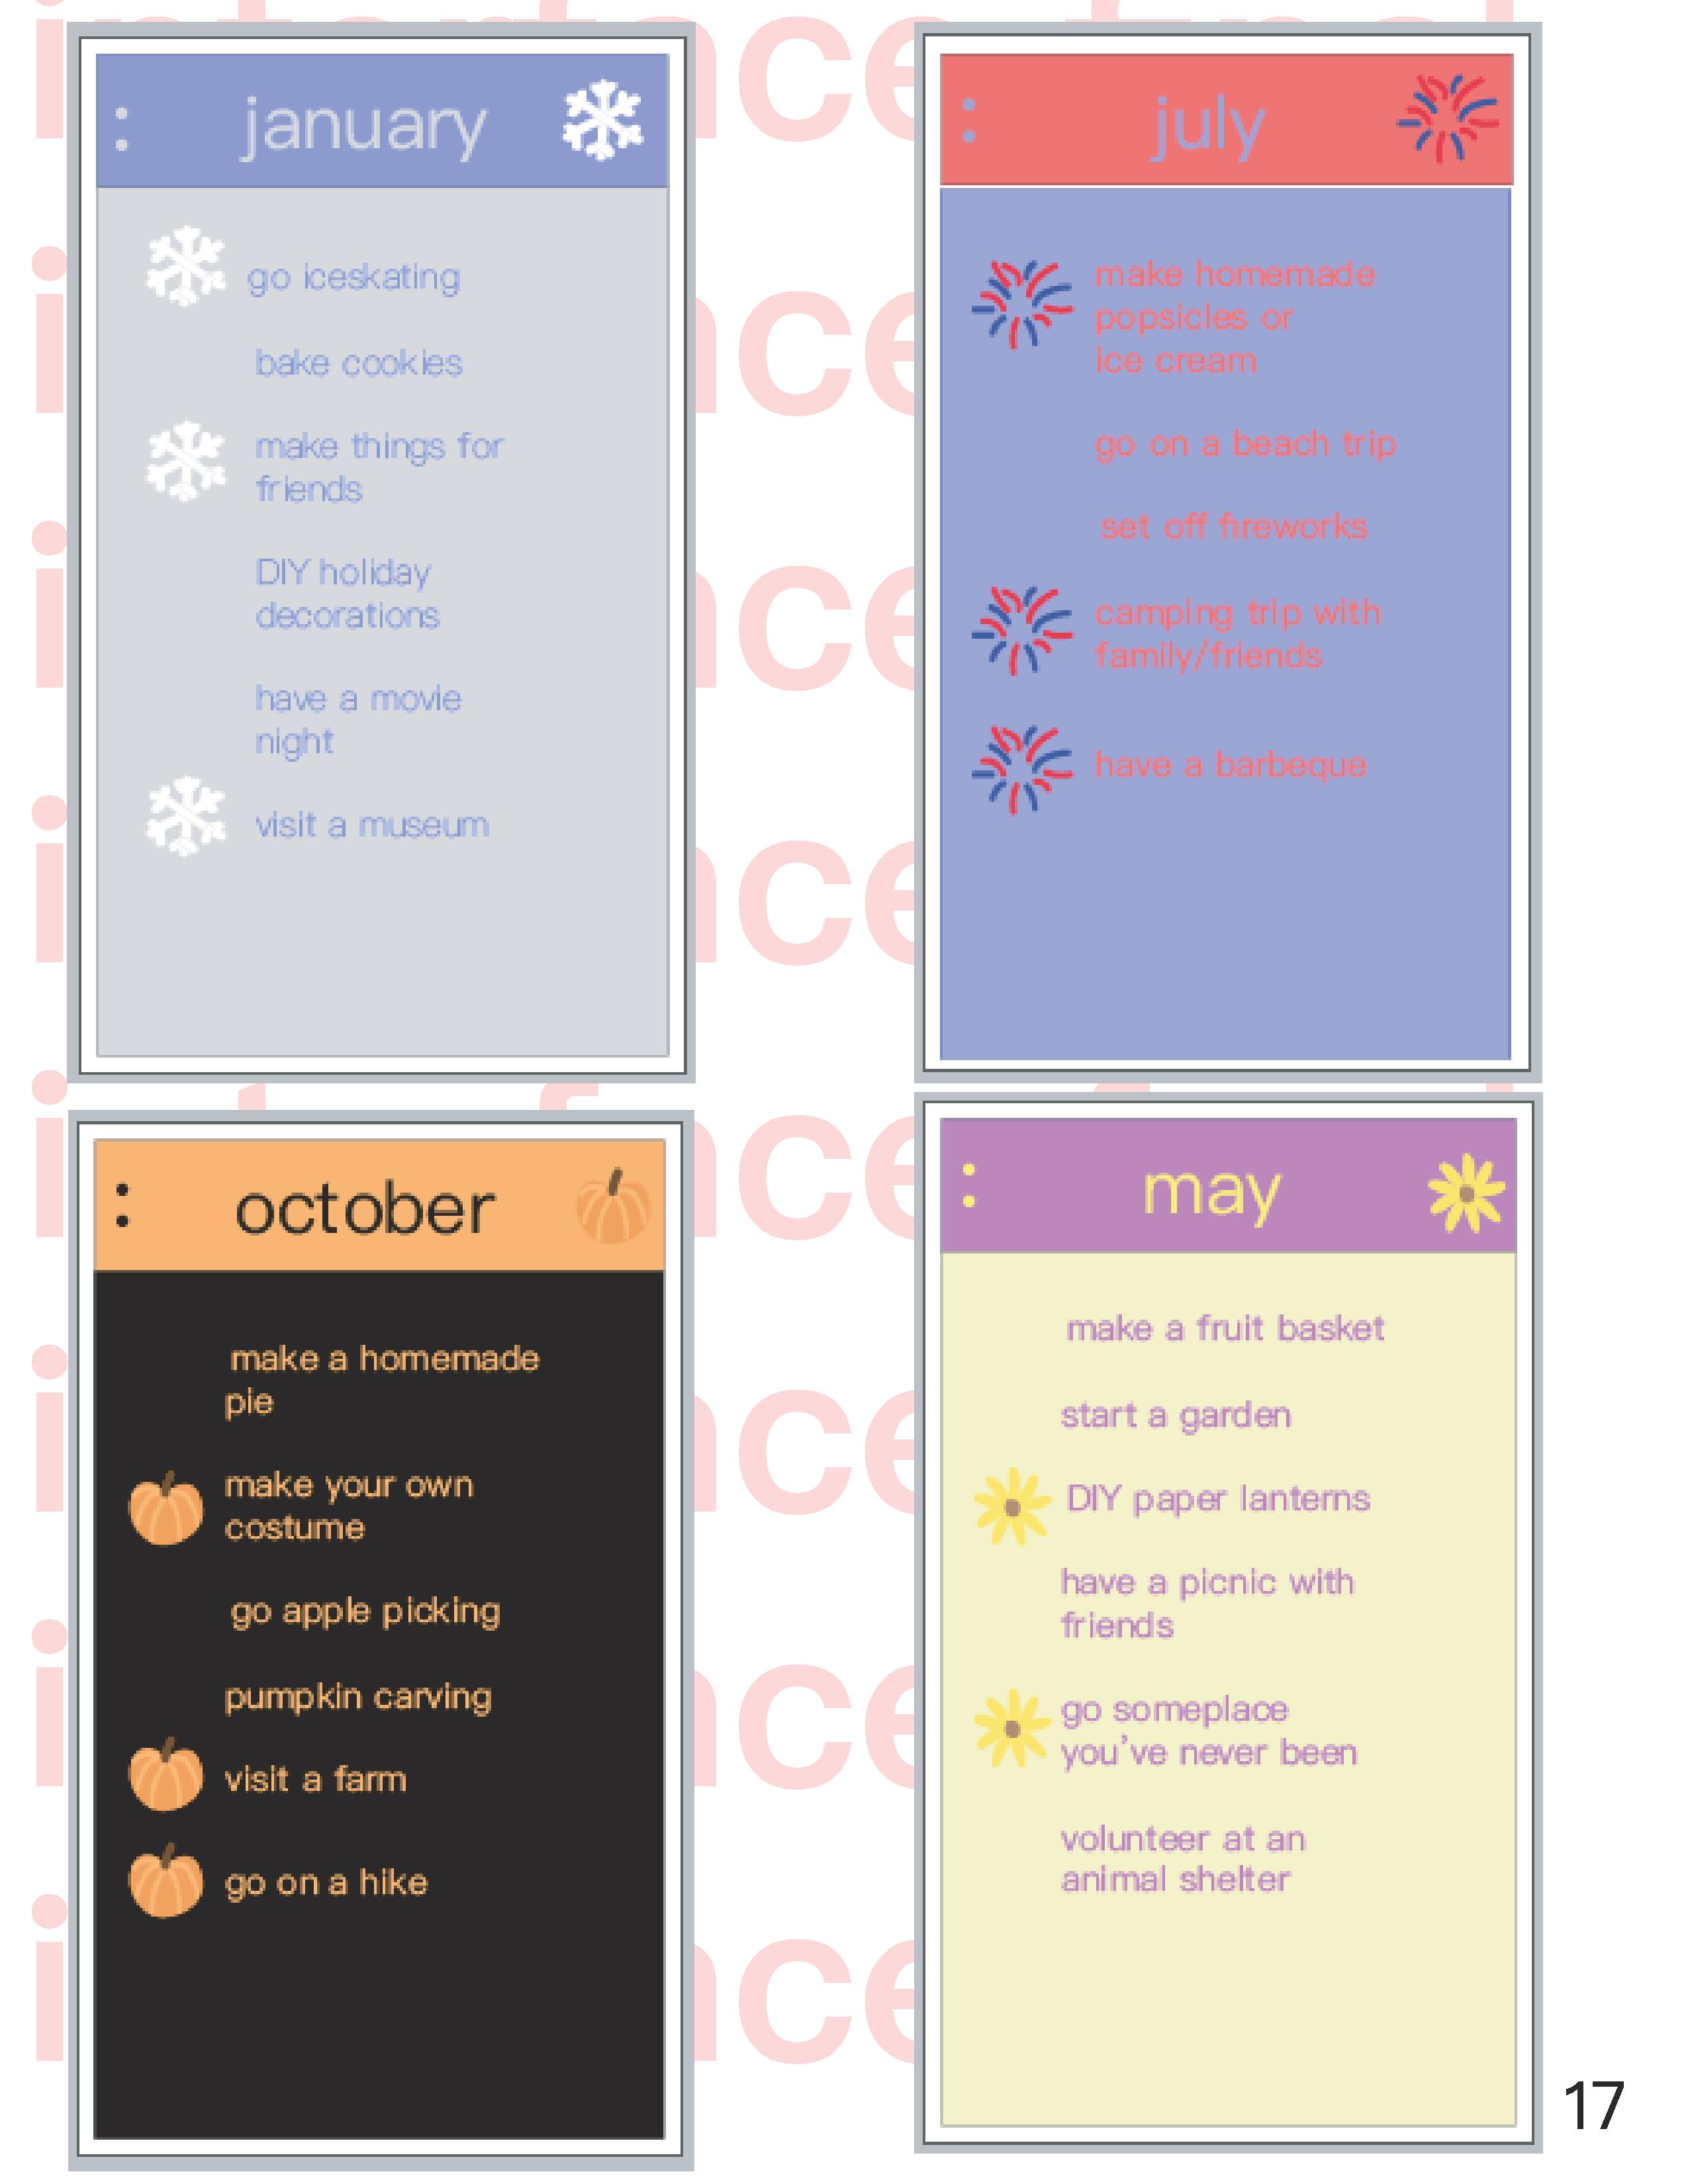 interface final
:
january
go iceskating
bake cookies
make things for
friends
DIY holiday
decorations
have a movie
night
visit a museum
:
july
make homemade
popsicles or
ice cream
go on a beach trip
set off fireworks
camping trip with
family/friends
have a barbeque
:
october
make a homemade
pie
make your own
costume
go apple picking
pumpkin carving
visit a farm
go on a hike
:
may
make a fruit basket
start a garden
DIY paper lanterns
have a picnic with
friends
go someplace
you've never been
volunteer at an
animal shelter
17